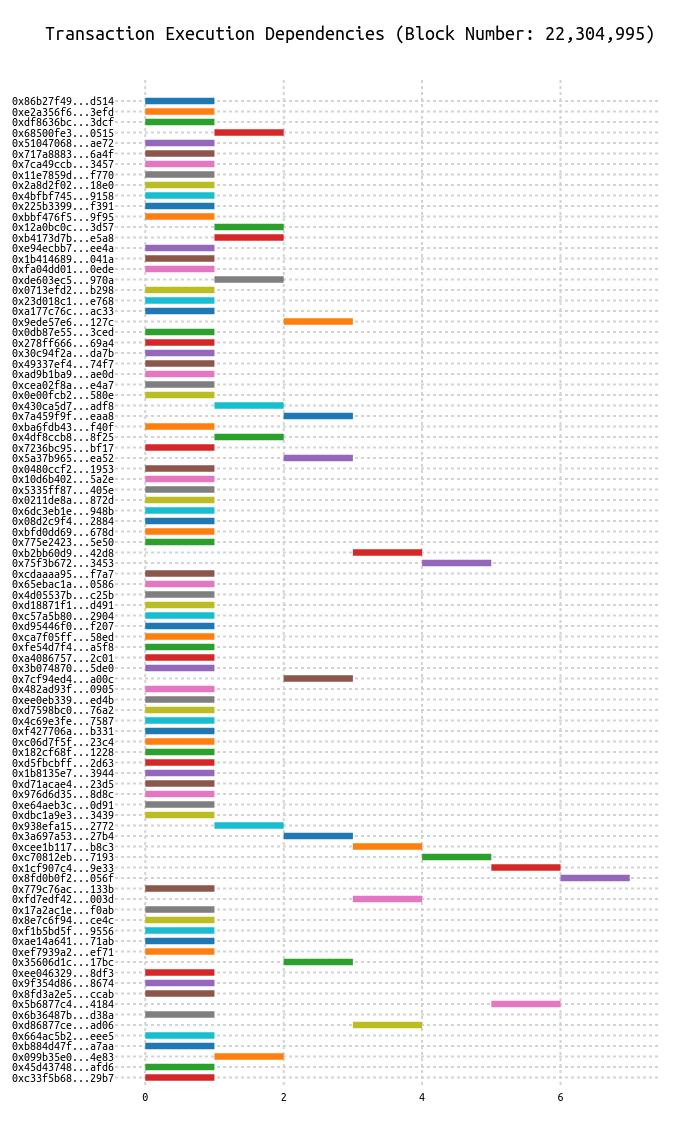 Transaction Execution Dependencies (Block Number: 22,304,995)
0x86b27f49...d514
0xe2a356f6...3efd
0xdf8636bc...3dcf
0x68500fe3...0515
0x51047068...ae72
0x717a8883...6a4f
0x7ca49ccb...3457
0x11e7859d...f770
0x2a8d2f02...18e0
0x4bfbf745...9158
0x225b3399...f391
0xbbf476f5...9f95
0x12a0bc0c...3d57
0xb4173d7b...e5a8
0xe94ecbb7...ee4a
0x1b414689...041a
0xfa04dd01...0ede
0xde603ec5...970a
0x0713efd2...b298
0x23d018c1...e768
0xa177c76c...ac33
0x9ede57e6...127c
0x0db87e55...3ced
0x278ff666...69a4
0x30c94f2a...da7b
0x49337ef4...74f7
0xad9b1ba9...ae0d
0xcea02f8a...e4a7
0x0e00fcb2...580e
0x430ca5d7...adf8
0x7a459f9f...eaa8
0xba6fdb43...f40f
0x4df8ccb8...8f25
0x7236bc95...bf17
0x5a37b965...ea52
0x0480ccf2...1953
0x10d6b402...5a2e
0x5335ff87...405e
0x0211de8a...872d
0x6dc3eb1e...948b
0x08d2c9f4...2884
0xbfd0dd69...678d
0x775e2423...5e50
0xb2bb60d9...42d8
0x75f3b672...3453
0xcdaaaa95...f7a7
0x65ebac1a...0586
0x4d05537b...c25b
0xd18871f1...d491
0xc57a5b80...2904
0xd95446f0...f207
0xca7f05ff...58ed
0xfe54d7f4...a5f8
0xa4086757...2c01
0x3b074870...5de0
0x7cf94ed4...a00c
0x482ad93f...0905
0xee0eb339...ed4b
0xd7598bc0...76a2
0x4c69e3fe...7587
0xf427706a...b331
0xc06d7f5f...23c4
0x182cf68f...1228
0xd5fbcbff...2d63
0x1b8135e7...3944
0xd71acae4...23d5
0x976d6d35...8d8c
0xe64aeb3c...0d91
0xdbc1a9e3...3439
0x938efa15...2772
0x3a697a53...27b4
0xcee1b117...b8c3
0xc70812eb...7193
0x1cf907c4...9e33
0x8fd0b0f2...056f
0x779c76ac...133b
0xfd7edf42...003d
0x17a2ac1e...f0ab
0x8e7c6f94...ce4c
0xf1b5bd5f...9556
0xae14a641...71ab
0xef7939a2...ef71
0x35606d1c...17bc
0xee046329...8df3
0x9f354d86...8674
0x8fd3a2e5...ccab
0x5b6877c4...4184
0x6b36487b...d38a
0xd86877ce...ad06
0x664ac5b2...eee5
0xb884d47f...a7aa
0x099b35e0...4e83
0x45d43748...afd6
0xc33f5b68...29b7
0 2 4 6